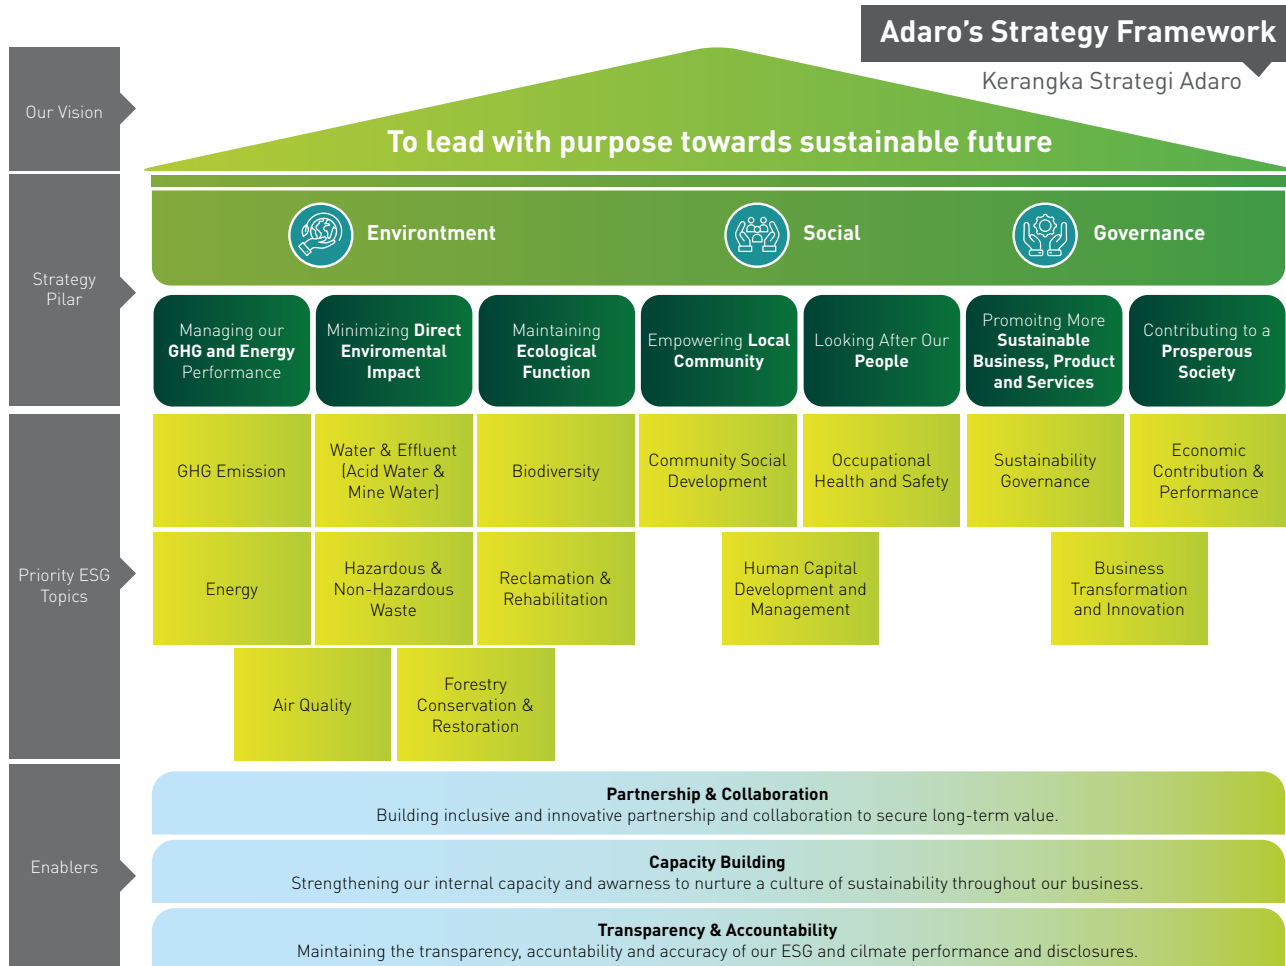 Adaro's Strategy Framework
Kerangka Strategi Adaro
Our Vision
To lead with purpose towards sustainable future
Strategy
Pilar
Environtment
Social
Governance
Managing our
GHG and Energy
Performance
Minimizing Direct
Enviromental
Impact
Maintaining
Ecological
Function
Empowering Local
Community
Looking After Our
People
Promoitng More
Sustainable
Business, Product
and Services
Contributing to a
Prosperous
Society
Priority ESG
Topics
GHG Emission
Water & Effluent
(Acid Water &
Mine Water)
Biodiversity
Community Social
Development
Occupational
Health and Safety
Sustainability
Governance
Economic
Contribution &
Performance
Energy
Hazardous &
Non-Hazardous
Waste
Reclamation &
Rehabilitation
Human Capital
Development and
Management
Business
Transformation
and Innovation
Air Quality
Forestry
Conservation &
Restoration
Enablers
Partnership & Collaboration
Building inclusive and innovative partnership and collaboration to secure long-term value.
Capacity Building
Strengthening our internal capacity and awarness to nurture a culture of sustainability throughout our business.
Transparency & Accountability
Maintaining the transparency, accuntability and accuracy of our ESG and cilmate performance and disclosures.